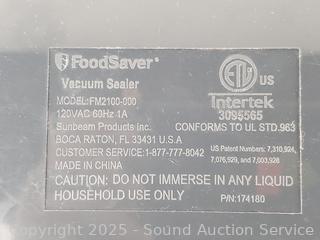 FoodSaver®
Vacuum Sealer
MODEL:FM2100-000
120VAC 60Hz 1A
Sunbeam Products Inc.
BOCA RATON, FL 33431 U.S.A
CUSTOMER SERVICE:1-877-777-8042
MADE IN CHINA
ETL
US
Intertek
3095565
CONFORMS TO UL STD.963
US Patent Numbers: 7,310,924,
7,076,929, and 7,003,928
CAUTION: DO NOT IMMERSE IN ANY LIQUID
HOUSEHOLD USE ONLY
P/N:174180
Copyright 2025 - Sound Auction Service